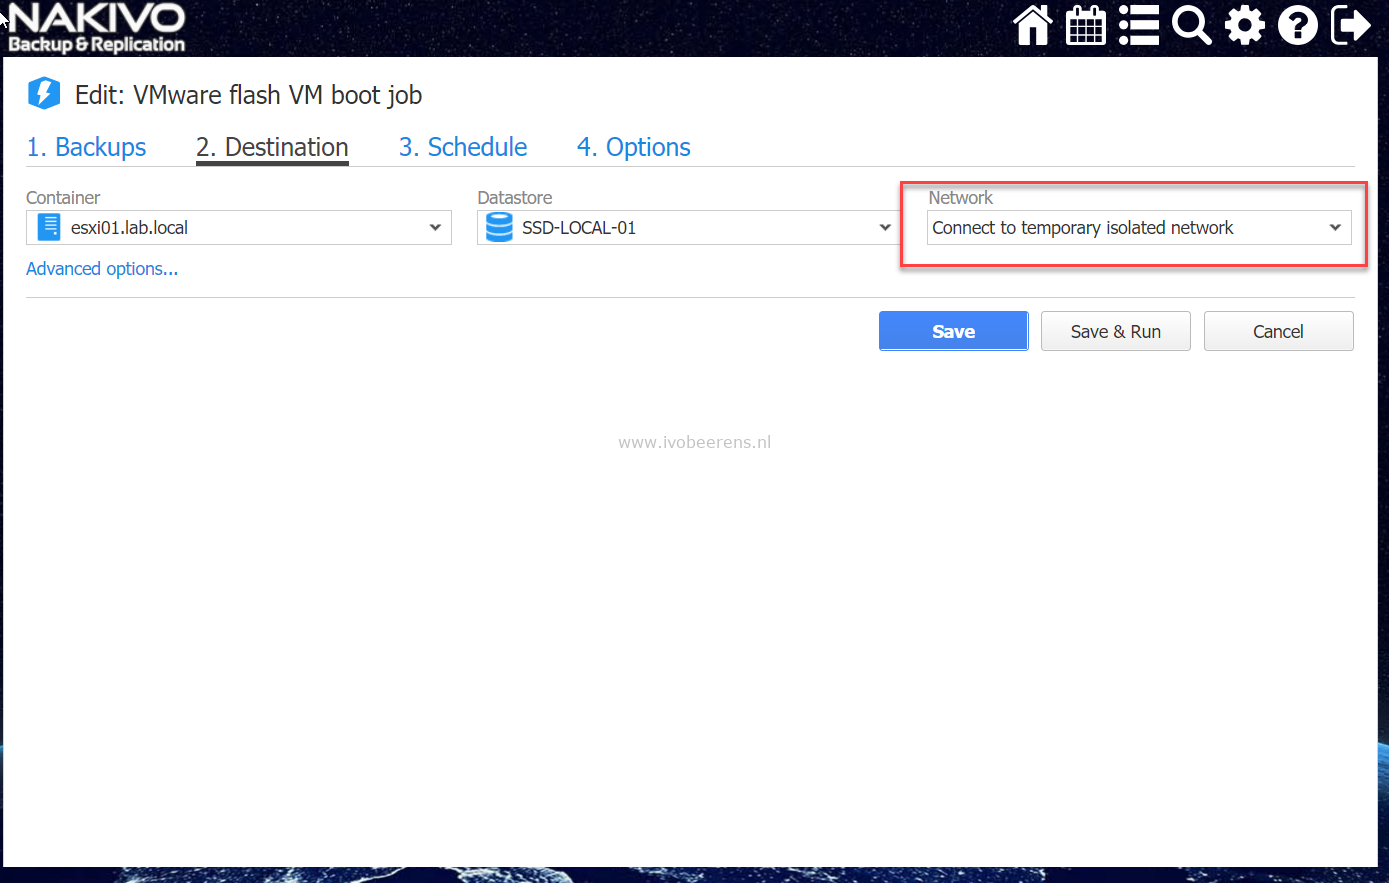 NAKIVO
Backup & Replication
Edit: VMware flash VM boot job
1. Backups 2. Destination 3. Schedule 4. Options
Container Datastore Network
esxi01.lab.local SSD-LOCAL-01 Connect to temporary isolated network
Advanced options...
Save Save & Run Cancel
www.ivobeerens.nl